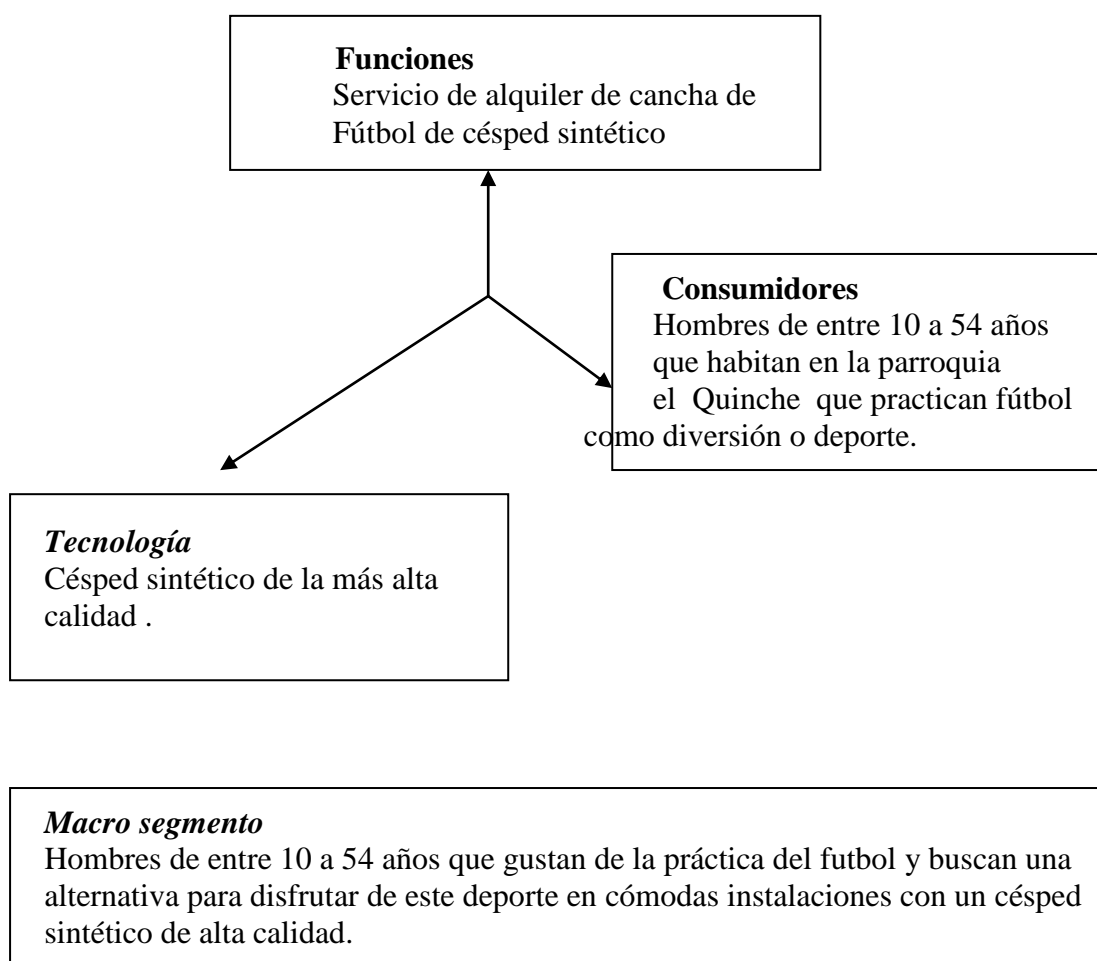 Funciones
Servicio de alquiler de cancha de
Fútbol de césped sintético
Consumidores
Hombres de entre 10 a 54 años
que habitan en la parroquia
el Quinche que practican fútbol
como diversión o deporte.
Tecnología
Césped sintético de la más alta
calidad .
Macro segmento
Hombres de entre 10 a 54 años que gustan de la práctica del futbol y buscan una
alternativa para disfrutar de este deporte en cómodas instalaciones con un césped
sintético de alta calidad.